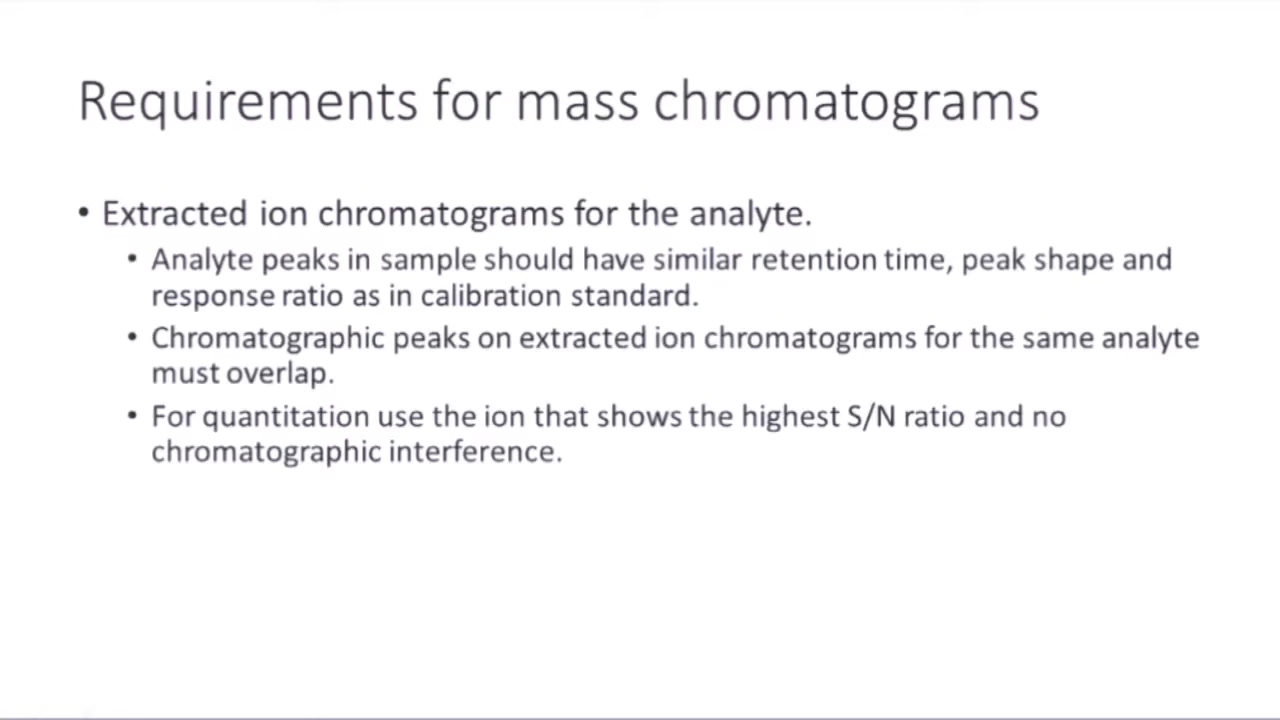 Requirements for mass chromatograms
• Extracted ion chromatograms for the analyte.
• Analyte peaks in sample should have similar retention time, peak shape and
response ratio as in calibration standard.
• Chromatographic peaks on extracted ion chromatograms for the same analyte
must overlap.
• For quantitation use the ion that shows the highest S/N ratio and no
chromatographic interference.